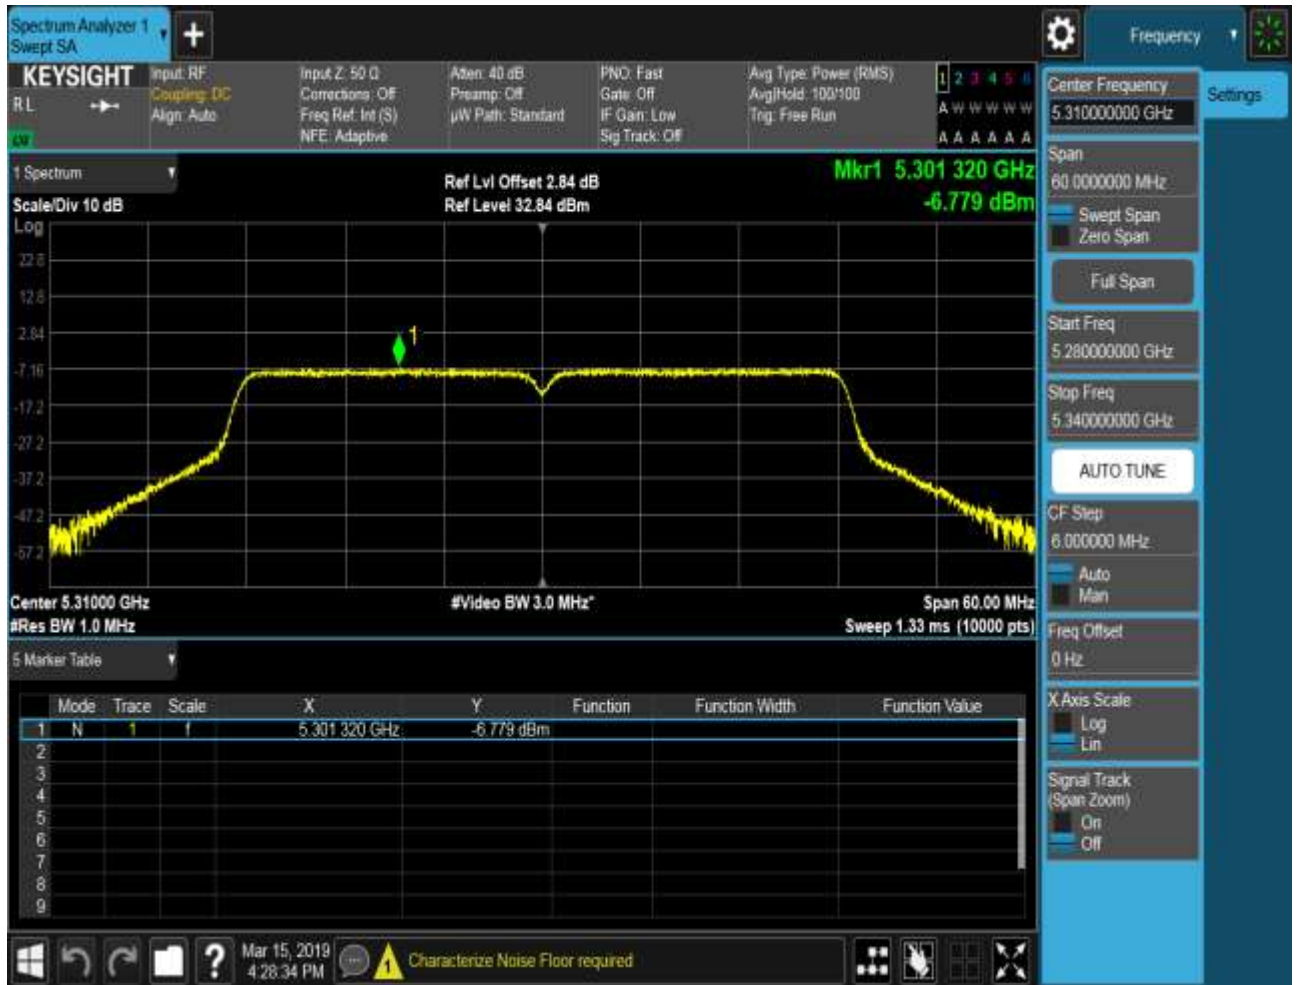 Spectrum Analyzer 1
Swept SA
+
Frequency
KEYSIGHT
R L
Input: RF
Coupling: DC
Align: Auto
Input Z: 50 Ω
Corrections: Off
Freq Ref: Int (S)
NFE: Adaptive
Atten: 40 dB
Preamp: Off
µW Path: Standard
PNO: Fast
Gate: Off
IF Gain: Low
Sig Track: Off
Avg Type: Power (RMS)
Avg|Hold: 100/100
Trig: Free Run
1 2 3 4 5 6
A W W W W W
A A A A A A
1 Spectrum
Scale/Div 10 dB
Ref Lvl Offset 2.84 dB
Ref Level 32.84 dBm
Mkr1 5.301 320 GHz
-6.779 dBm
Log
22.8
12.8
2.84
-7.16
-17.2
-27.2
-37.2
-47.2
-57.2
1
Center 5.31000 GHz
#Res BW 1.0 MHz
#Video BW 3.0 MHz*
Span 60.00 MHz
Sweep 1.33 ms (10000 pts)
5 Marker Table
Mode Trace Scale X Y Function Function Width Function Value
1 N 1 f 5.301 320 GHz -6.779 dBm
2
3
4
5
6
7
8
9
Mar 15, 2019
4:28:34 PM
?
1
Characterize Noise Floor required
Center Frequency
5.310000000 GHz
Settings
Span
60.0000000 MHz
Swept Span
Zero Span
Full Span
Start Freq
5.280000000 GHz
Stop Freq
5.340000000 GHz
AUTO TUNE
CF Step
6.000000 MHz
Auto
Man
Freq Offset
0 Hz
X Axis Scale
Log
Lin
Signal Track
(Span Zoom)
On
Off